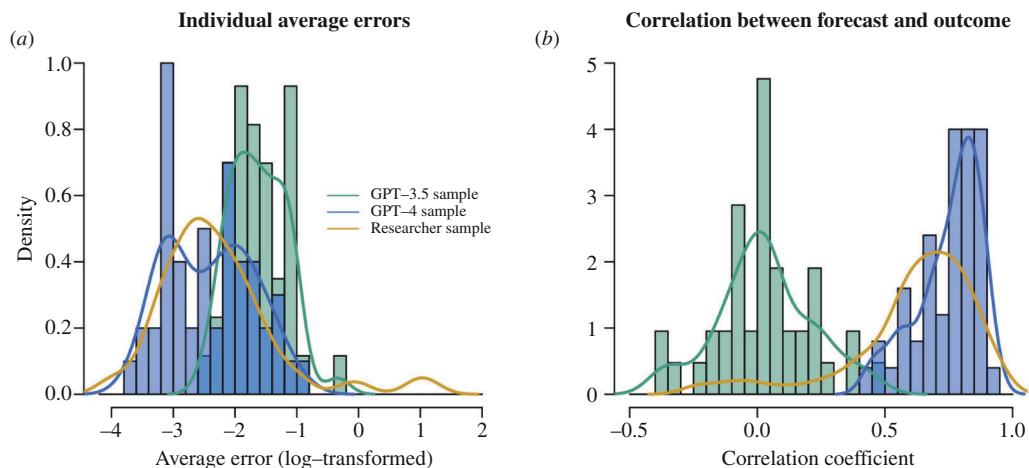 Individual average errors
(a)
Density
1.0
0.8
0.6
0.4
0.2
0.0
GPT–3.5 sample
GPT–4 sample
Researcher sample
–4 –3 –2 –1 0 1 2
Average error (log–transformed)
Correlation between forecast and outcome
(b)
5
4
3
2
1
0
–0.5 0.0 0.5 1.0
Correlation coefficient